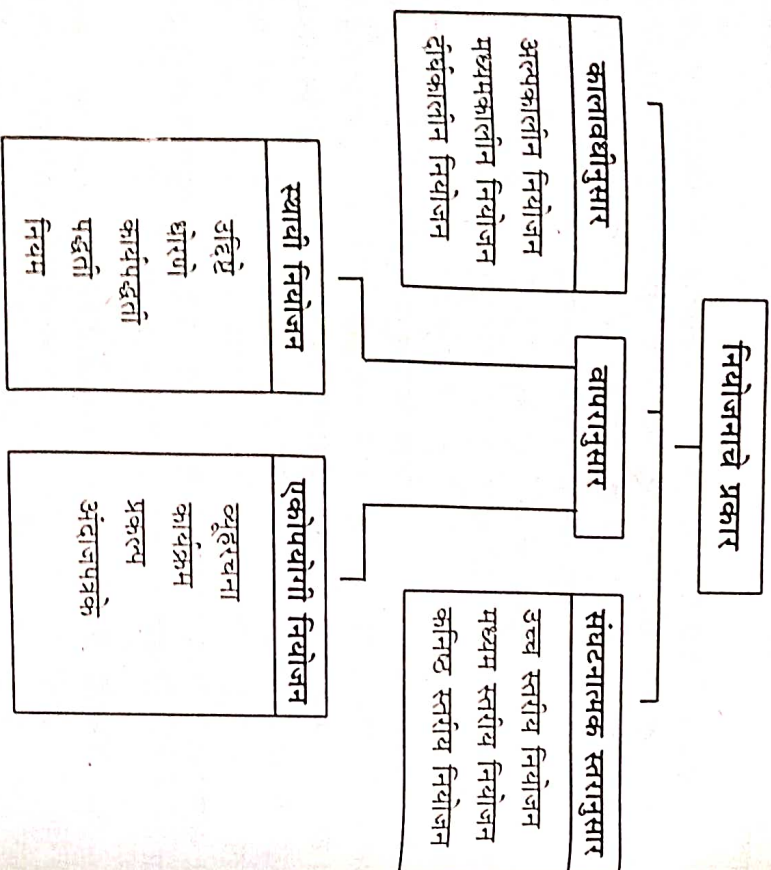 नियोजनाचे प्रकार
कालावधीनुसार
अल्पकालीन नियोजन
मध्यमकालीन नियोजन
दीर्घकालीन नियोजन
वापरानुसार
संघटनात्मक स्तरानुसार
उच्च स्तरीय नियोजन
मध्यम स्तरीय नियोजन
कनिष्ठ स्तरीय नियोजन
स्थायी नियोजन
उद्दिष्टे
धोरणे
कार्यपद्धती
पद्धती
नियम
एकोपयोगी नियोजन
व्यूहरचना
कार्यक्रम
प्रकल्प
अंदाजपत्रके